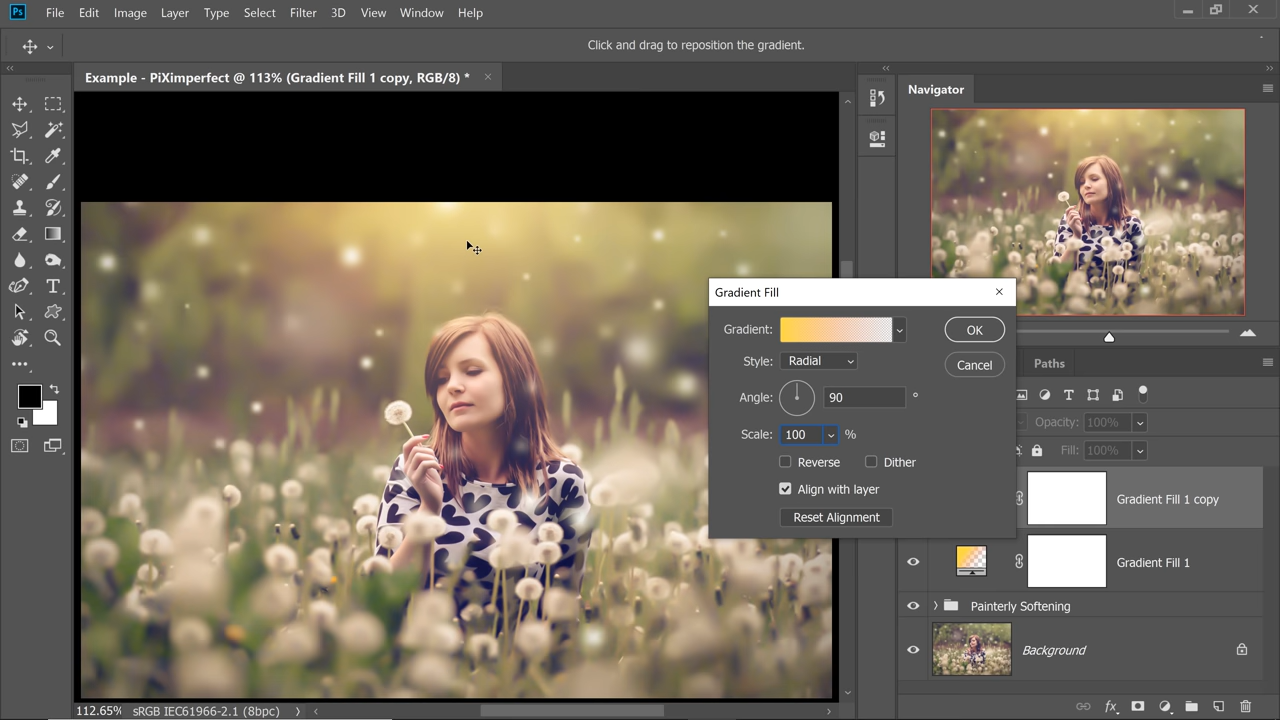 Ps File Edit Image Layer Type Select Filter 3D View Window Help
Click and drag to reposition the gradient.
Example - PiXimperfect @ 113% (Gradient Fill 1 copy, RGB/8) *
Navigator
Gradient Fill
Gradient:
OK
Style: Radial
Cancel
Paths
Angle: 90 °
Opacity: 100%
Scale: 100 %
Fill: 100%
Reverse Dither
Align with layer
Gradient Fill 1 copy
Reset Alignment
Gradient Fill 1
Painterly Softening
Background
112.65% sRGB IEC61966-2.1 (8bpc)
fx